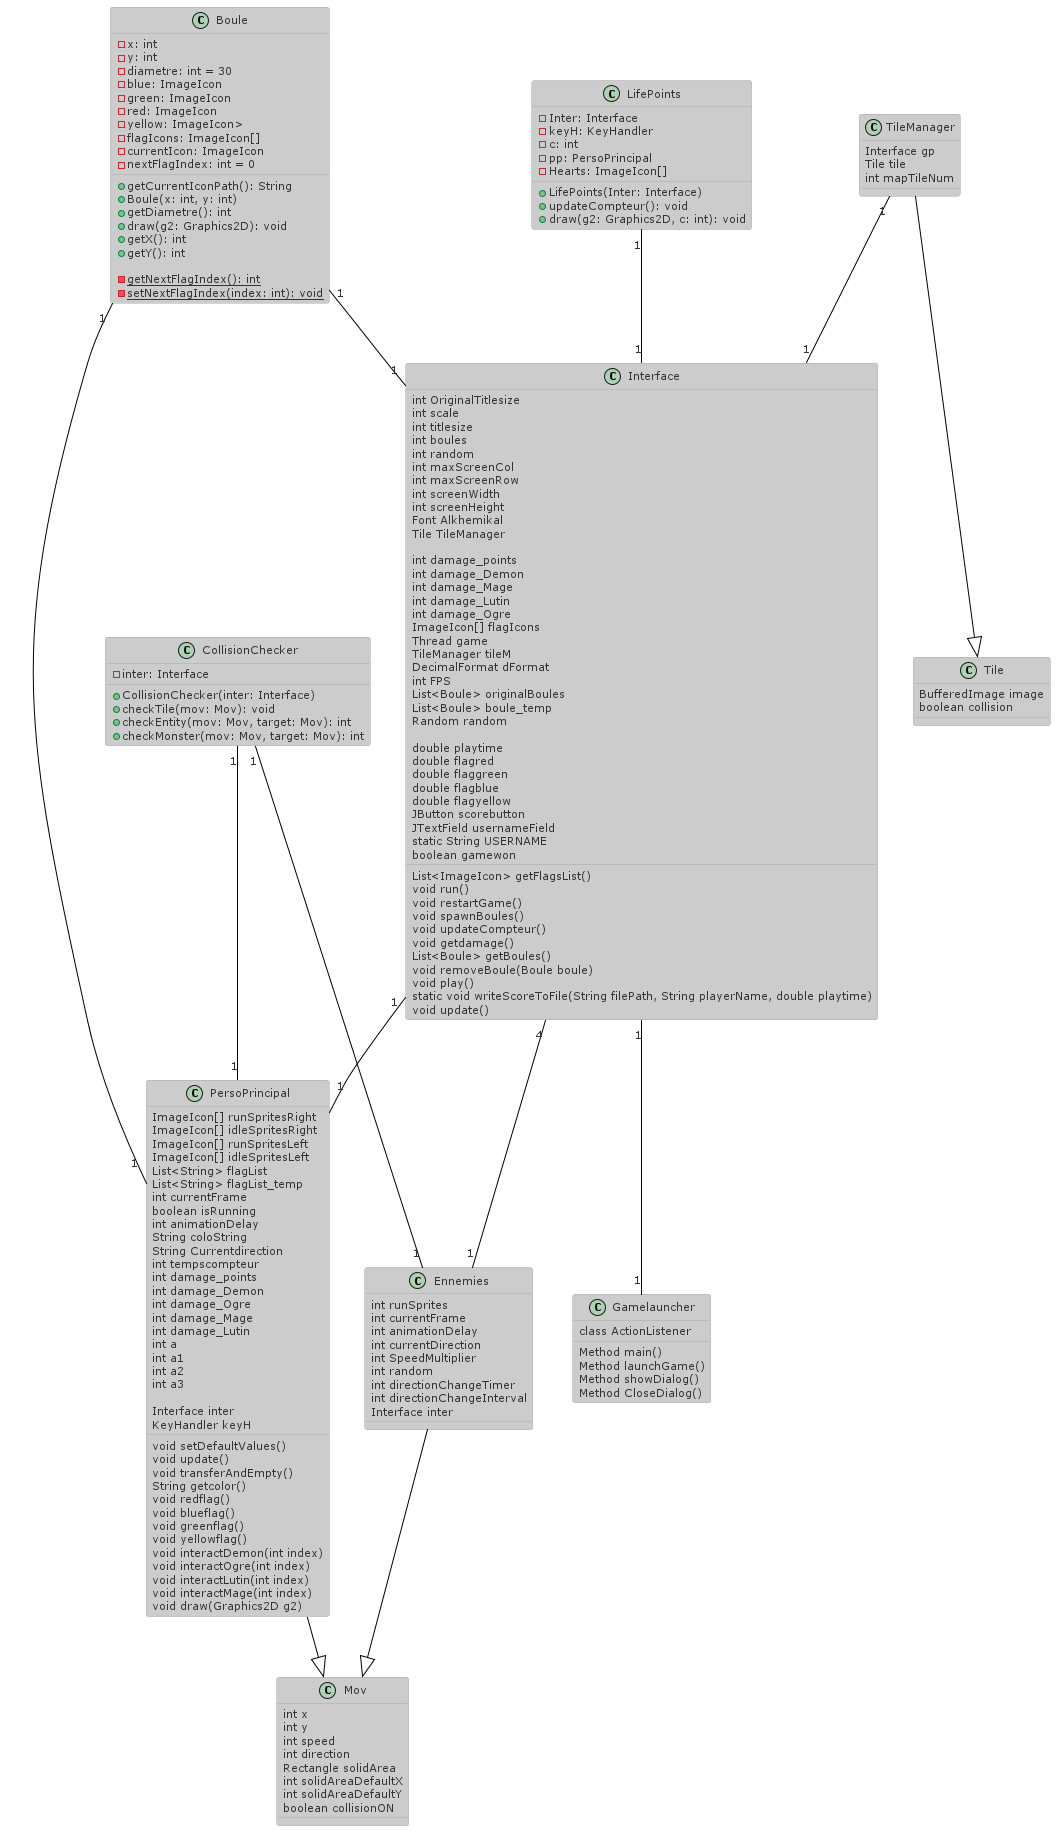 C Boule
x: int
y: int
diametre: int = 30
blue: ImageIcon
green: ImageIcon
red: ImageIcon
yellow: ImageIcon>
flagIcons: ImageIcon[]
currentIcon: ImageIcon
nextFlagIndex: int = 0
getCurrentIconPath(): String
Boule(x: int, y: int)
getDiametre(): int
draw(g2: Graphics2D): void
getX(): int
getY(): int
getNextFlagIndex(): int
setNextFlagIndex(index: int): void
C LifePoints
Inter: Interface
keyH: KeyHandler
c: int
pp: PersoPrincipal
Hearts: ImageIcon[]
LifePoints(Inter: Interface)
updateCompteur(): void
draw(g2: Graphics2D, c: int): void
C TileManager
Interface gp
Tile tile
int mapTileNum
1
1
1
1
1
1
1
1
C Interface
int OriginalTitlesize
int scale
int titlesize
int boules
int random
int maxScreenCol
int maxScreenRow
int screenWidth
int screenHeight
Font Alkhemikal
Tile TileManager
int damage_points
int damage_Demon
int damage_Mage
int damage_Lutin
int damage_Ogre
ImageIcon[] flagIcons
Thread game
TileManager tileM
DecimalFormat dFormat
int FPS
List<Boule> originalBoules
List<Boule> boule_temp
Random random
double playtime
double flagred
double flaggreen
double flagblue
double flagyellow
JButton scorebutton
JTextField usernameField
static String USERNAME
boolean gamewon
List<ImageIcon> getFlagsList()
void run()
void restartGame()
void spawnBoules()
void updateCompteur()
void getdamage()
List<Boule> getBoules()
void removeBoule(Boule boule)
void play()
static void writeScoreToFile(String filePath, String playerName, double playtime)
void update()
C CollisionChecker
inter: Interface
CollisionChecker(inter: Interface)
checkTile(mov: Mov): void
checkEntity(mov: Mov, target: Mov): int
checkMonster(mov: Mov, target: Mov): int
C Tile
BufferedImage image
boolean collision
1
1
1
4
1
1
1
1
1
1
1
C PersoPrincipal
ImageIcon[] runSpritesRight
ImageIcon[] idleSpritesRight
ImageIcon[] runSpritesLeft
ImageIcon[] idleSpritesLeft
List<String> flagList
List<String> flagList_temp
int currentFrame
boolean isRunning
int animationDelay
String coloString
String Currentdirection
int tempscompteur
int damage_points
int damage_Demon
int damage_Ogre
int damage_Mage
int damage_Lutin
int a
int a1
int a2
int a3
Interface inter
KeyHandler keyH
void setDefaultValues()
void update()
void transferAndEmpty()
String getcolor()
void redflag()
void blueflag()
void greenflag()
void yellowflag()
void interactDemon(int index)
void interactOgre(int index)
void interactLutin(int index)
void interactMage(int index)
void draw(Graphics2D g2)
C Ennemies
int runSprites
int currentFrame
int animationDelay
int currentDirection
int SpeedMultiplier
int random
int directionChangeTimer
int directionChangeInterval
Interface inter
C Gamelauncher
class ActionListener
Method main()
Method launchGame()
Method showDialog()
Method CloseDialog()
C Mov
int x
int y
int speed
int direction
Rectangle solidArea
int solidAreaDefaultX
int solidAreaDefaultY
boolean collisionON